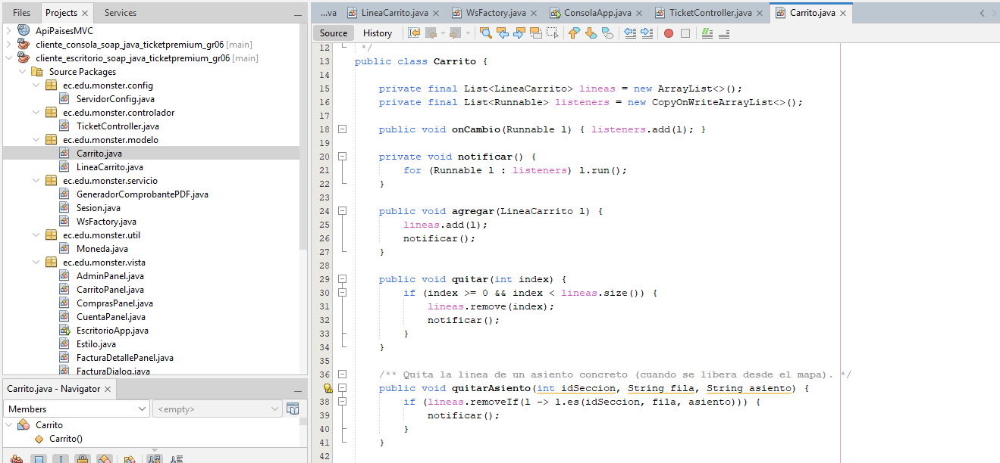 Files
Projects
Services
ApiPaisesMVC
cliente_consola_soap_java_ticketpremium_gr06 [main]
cliente_escritorio_soap_java_ticketpremium_gr06 [main]
Source Packages
ec.edu.monster.config
ServidorConfig.java
ec.edu.monster.controlador
TicketController.java
ec.edu.monster.modelo
Carrito.java
LineaCarrito.java
ec.edu.monster.servicio
GeneradorComprobantePDF.java
Sesion.java
WsFactory.java
ec.edu.monster.util
Moneda.java
ec.edu.monster.vista
AdminPanel.java
CarritoPanel.java
ComprasPanel.java
CuentaPanel.java
EscritorioApp.java
Estilo.java
FacturaDetallePanel.java
FacturaDialog.java
Carrito.java - Navigator
Members
<empty>
Carrito
Carrito()
...va
LineaCarrito.java
WsFactory.java
ConsolaApp.java
TicketController.java
Carrito.java
Source
History
12 */
13 public class Carrito {
14
15 private final List<LineaCarrito> lineas = new ArrayList<>();
16 private final List<Runnable> listeners = new CopyOnWriteArrayList<>();
17
18 public void onCambio(Runnable l) { listeners.add(l); }
19
20 private void notificar() {
21 for (Runnable l : listeners) l.run();
22 }
23
24 public void agregar(LineaCarrito l) {
25 lineas.add(l);
26 notificar();
27 }
28
29 public void quitar(int index) {
30 if (index >= 0 && index < lineas.size()) {
31 lineas.remove(index);
32 notificar();
33 }
34 }
35
36 /** Quita la linea de un asiento concreto (cuando se libera desde el mapa). */
public void quitarAsiento(int idSeccion, String fila, String asiento) {
38 if (lineas.removeIf(l -> l.es(idSeccion, fila, asiento))) {
39 notificar();
40 }
41 }
42